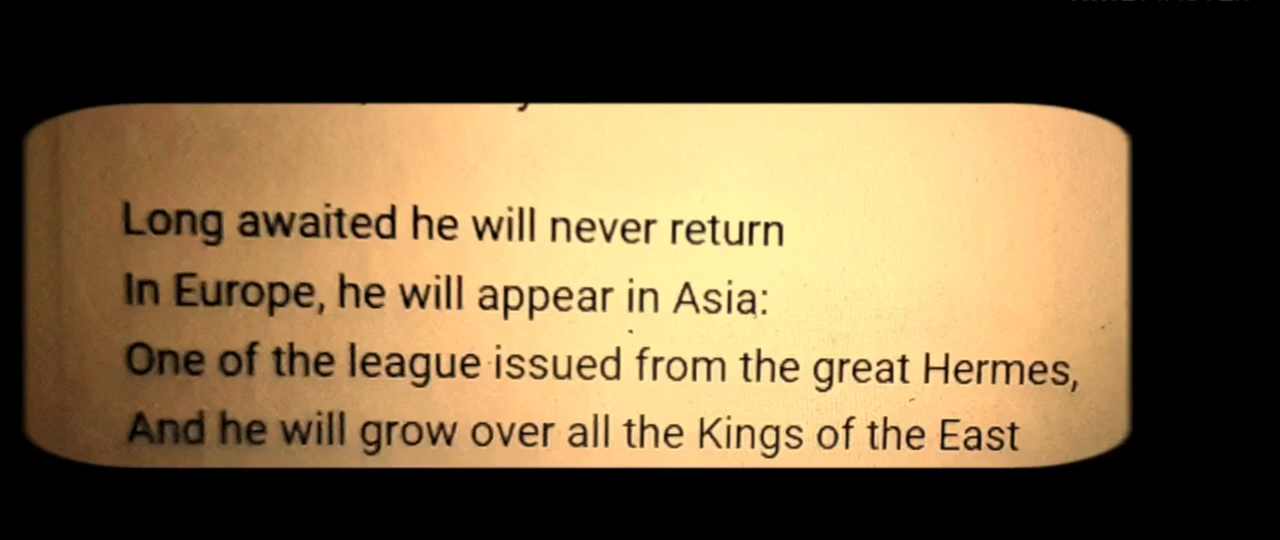 Long awaited he will never return
In Europe, he will appear in Asia:
One of the league issued from the great Hermes,
And he will grow over all the Kings of the East